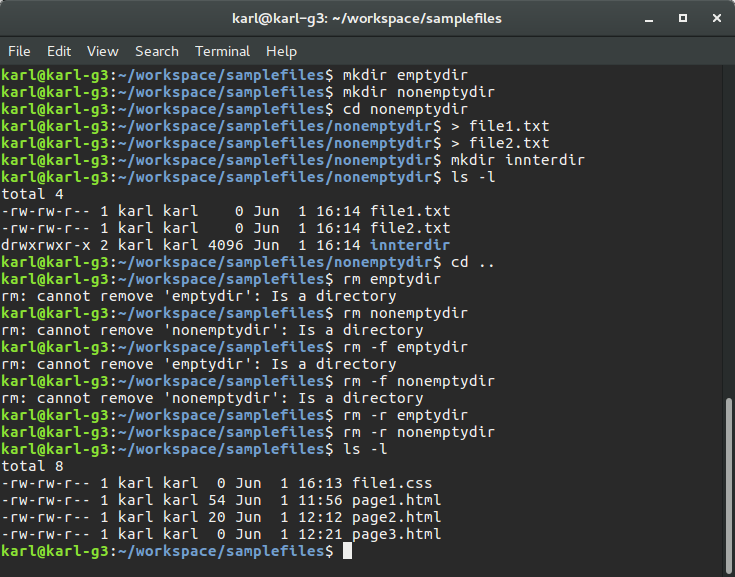 karl@karl-g3: ~/workspace/samplefiles
File Edit View Search Terminal Help
karl@karl-g3:~/workspace/samplefiles$ mkdir emptydir
karl@karl-g3:~/workspace/samplefiles$ mkdir nonemptydir
karl@karl-g3:~/workspace/samplefiles$ cd nonemptydir
karl@karl-g3:~/workspace/samplefiles/nonemptydir$ > file1.txt
karl@karl-g3:~/workspace/samplefiles/nonemptydir$ > file2.txt
karl@karl-g3:~/workspace/samplefiles/nonemptydir$ mkdir innterdir
karl@karl-g3:~/workspace/samplefiles/nonemptydir$ ls -l
total 4
-rw-rw-r-- 1 karl karl    0 Jun  1 16:14 file1.txt
-rw-rw-r-- 1 karl karl    0 Jun  1 16:14 file2.txt
drwxrwxr-x 2 karl karl 4096 Jun  1 16:14 innterdir
karl@karl-g3:~/workspace/samplefiles/nonemptydir$ cd ..
karl@karl-g3:~/workspace/samplefiles$ rm emptydir
rm: cannot remove 'emptydir': Is a directory
karl@karl-g3:~/workspace/samplefiles$ rm nonemptydir
rm: cannot remove 'nonemptydir': Is a directory
karl@karl-g3:~/workspace/samplefiles$ rm -f emptydir
rm: cannot remove 'emptydir': Is a directory
karl@karl-g3:~/workspace/samplefiles$ rm -f nonemptydir
rm: cannot remove 'nonemptydir': Is a directory
karl@karl-g3:~/workspace/samplefiles$ rm -r emptydir
karl@karl-g3:~/workspace/samplefiles$ rm -r nonemptydir
karl@karl-g3:~/workspace/samplefiles$ ls -l
total 8
-rw-rw-r-- 1 karl karl  0 Jun  1 16:13 file1.css
-rw-rw-r-- 1 karl karl 54 Jun  1 11:56 page1.html
-rw-rw-r-- 1 karl karl 20 Jun  1 12:12 page2.html
-rw-rw-r-- 1 karl karl  0 Jun  1 12:21 page3.html
karl@karl-g3:~/workspace/samplefiles$